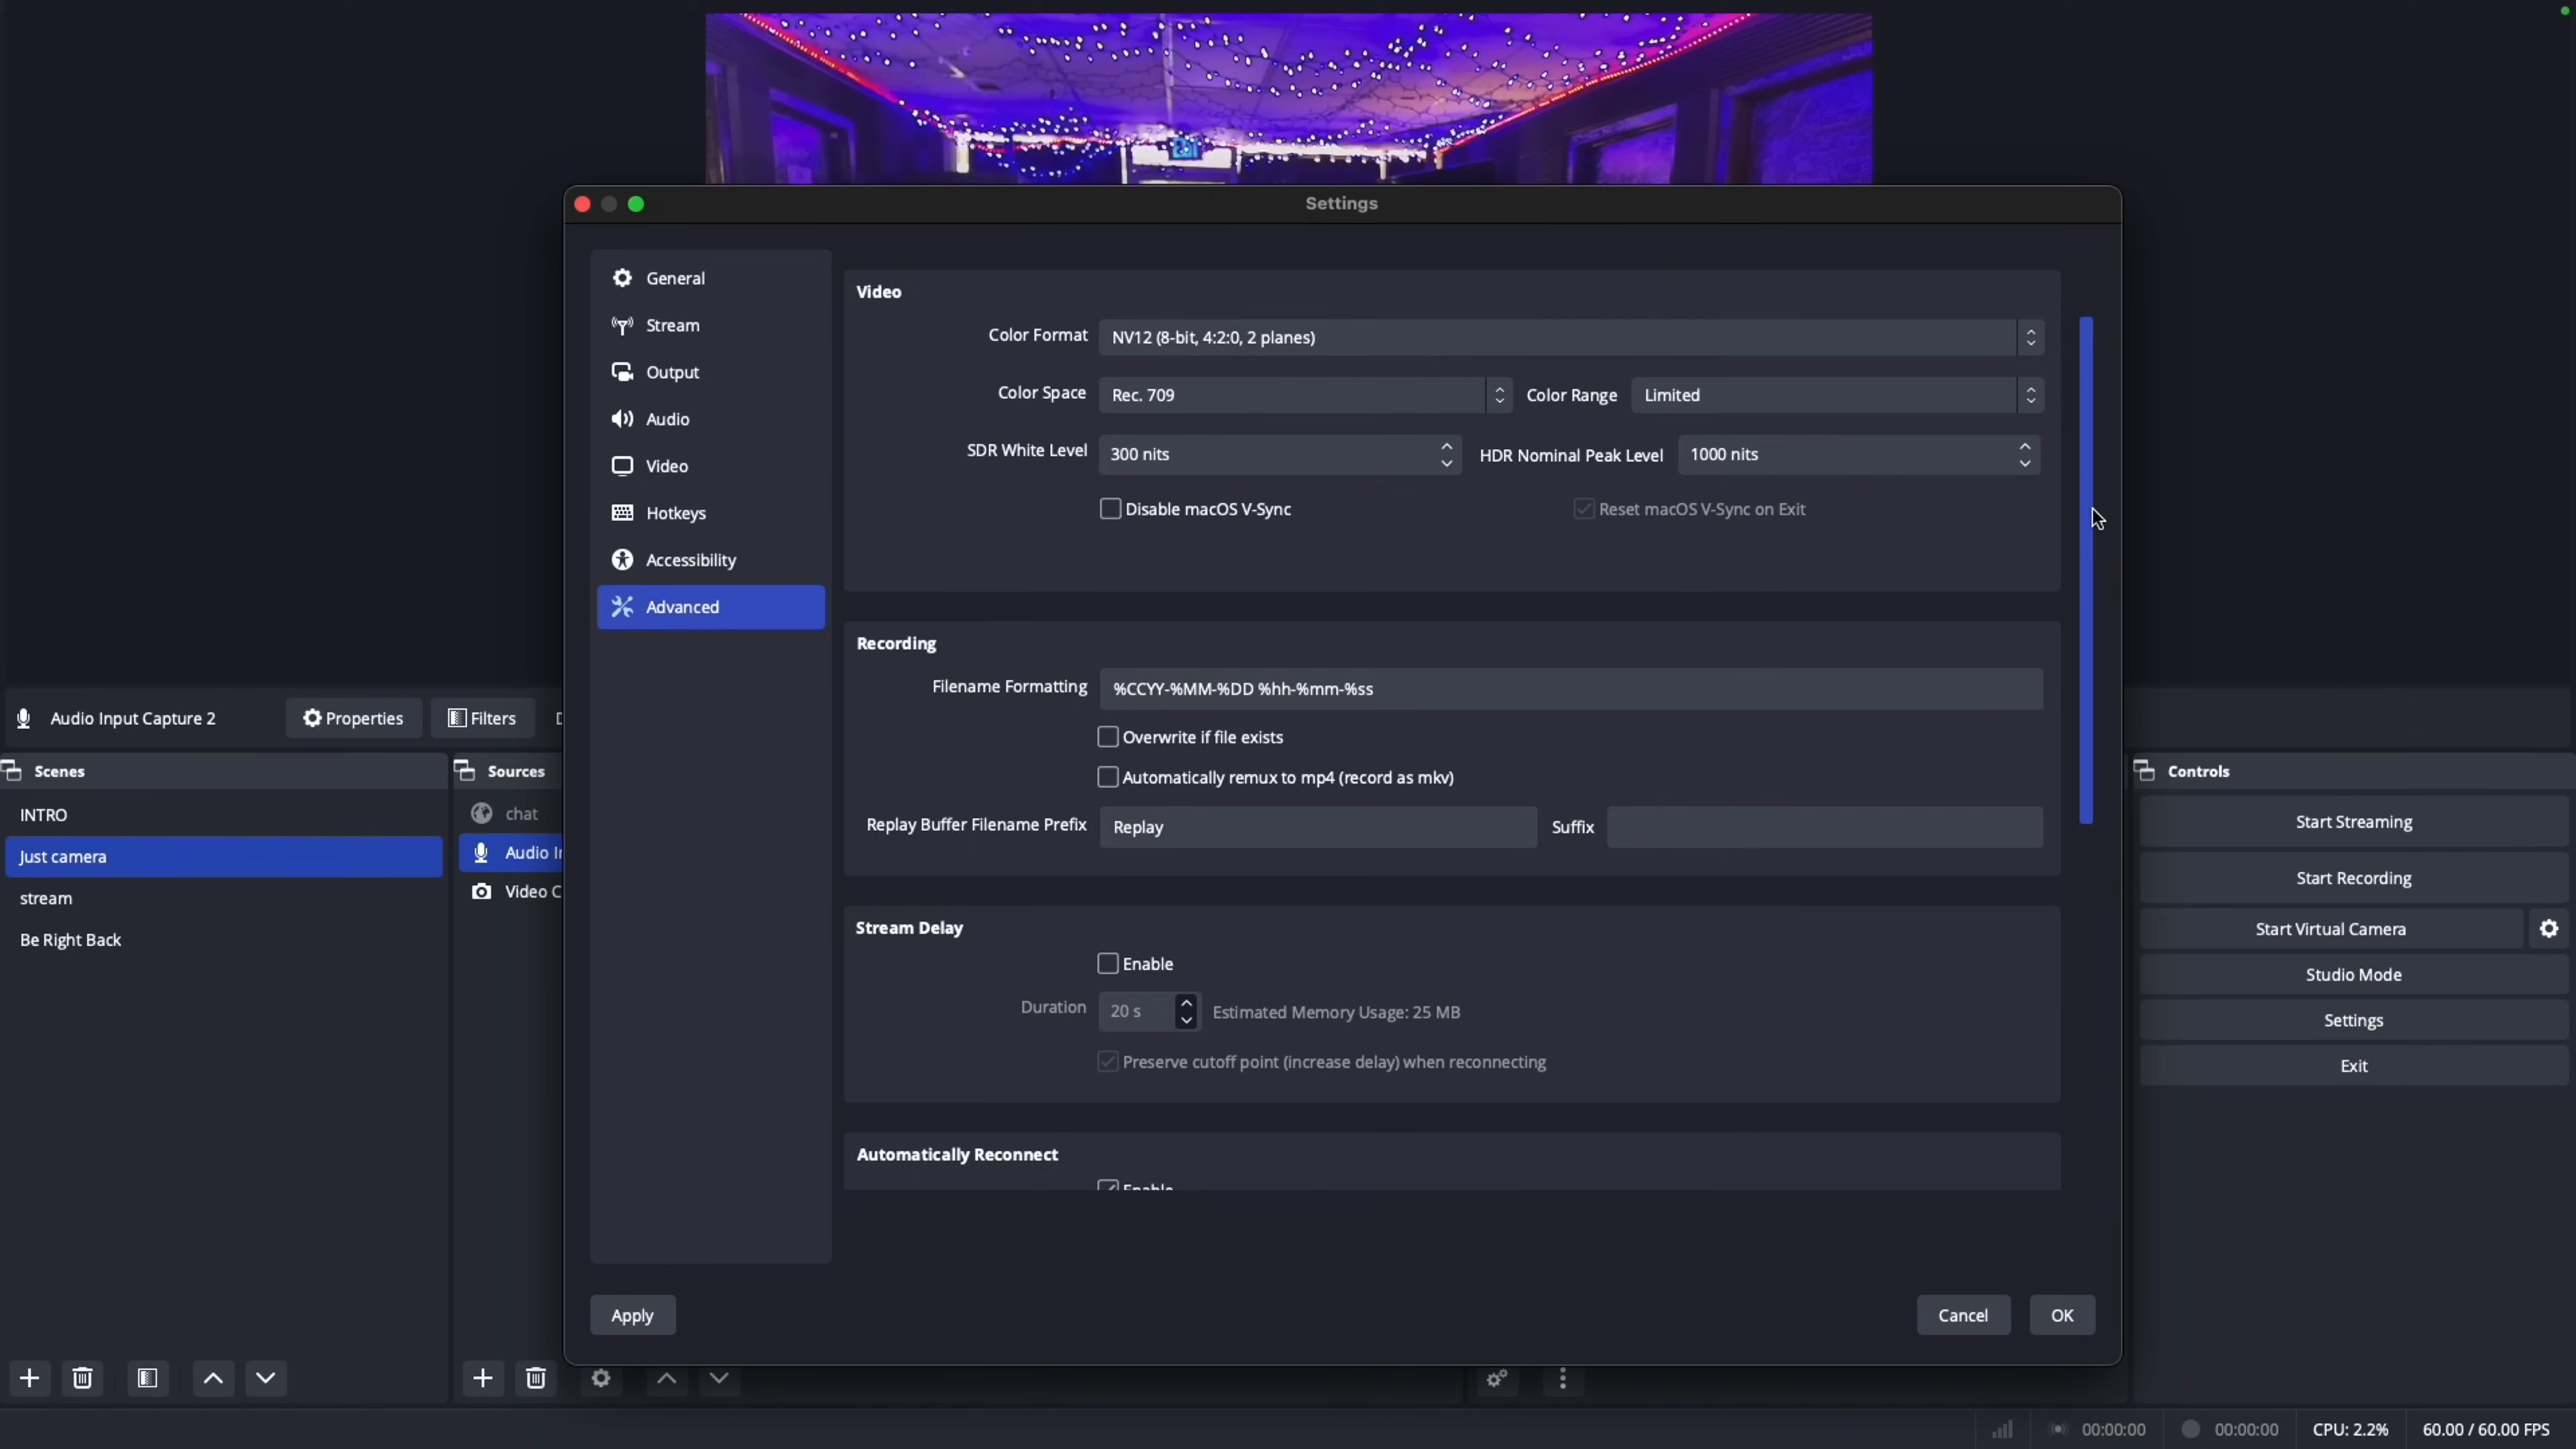 Settings
General
Stream
Output
Audio
Video
Hotkeys
Accessibility
Advanced
Video
Color Format NV12 (8-bit, 4:2:0, 2 planes)
Color Space Rec. 709 Color Range Limited
SDR White Level 300 nits HDR Nominal Peak Level 1000 nits
Disable macOS V-Sync Reset macOS V-Sync on Exit
Recording
Filename Formatting %CCYY-%MM-%DD %hh-%mm-%ss
Overwrite if file exists
Automatically remux to mp4 (record as mkv)
Replay Buffer Filename Prefix Replay Suffix
Stream Delay
Enable
Duration 20 s Estimated Memory Usage: 25 MB
Preserve cutoff point (increase delay) when reconnecting
Automatically Reconnect
Enable
Apply Cancel OK
Audio Input Capture 2 Properties Filters D
Scenes
INTRO
Just camera
stream
Be Right Back
Sources
chat
Audio I
Video C
Controls
Start Streaming
Start Recording
Start Virtual Camera
Studio Mode
Settings
Exit
00:00:00 00:00:00 CPU: 2.2% 60.00 / 60.00 FPS